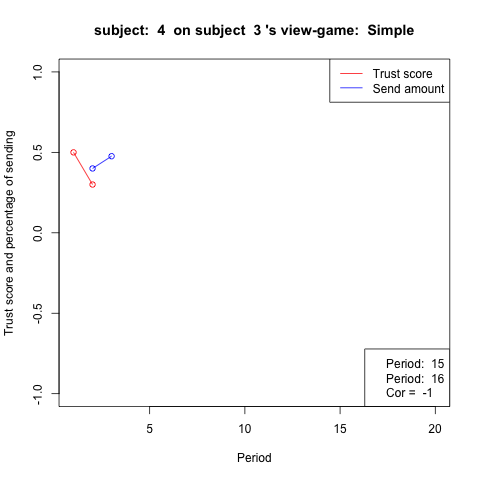 subject:  4  on subject  3 's view-game:  Simple
Trust score
Send amount
Trust score and percentage of sending
1.0
0.5
0.0
-0.5
-1.0
Period:  15
Period:  16
Cor =  -1
5 10 15 20
Period